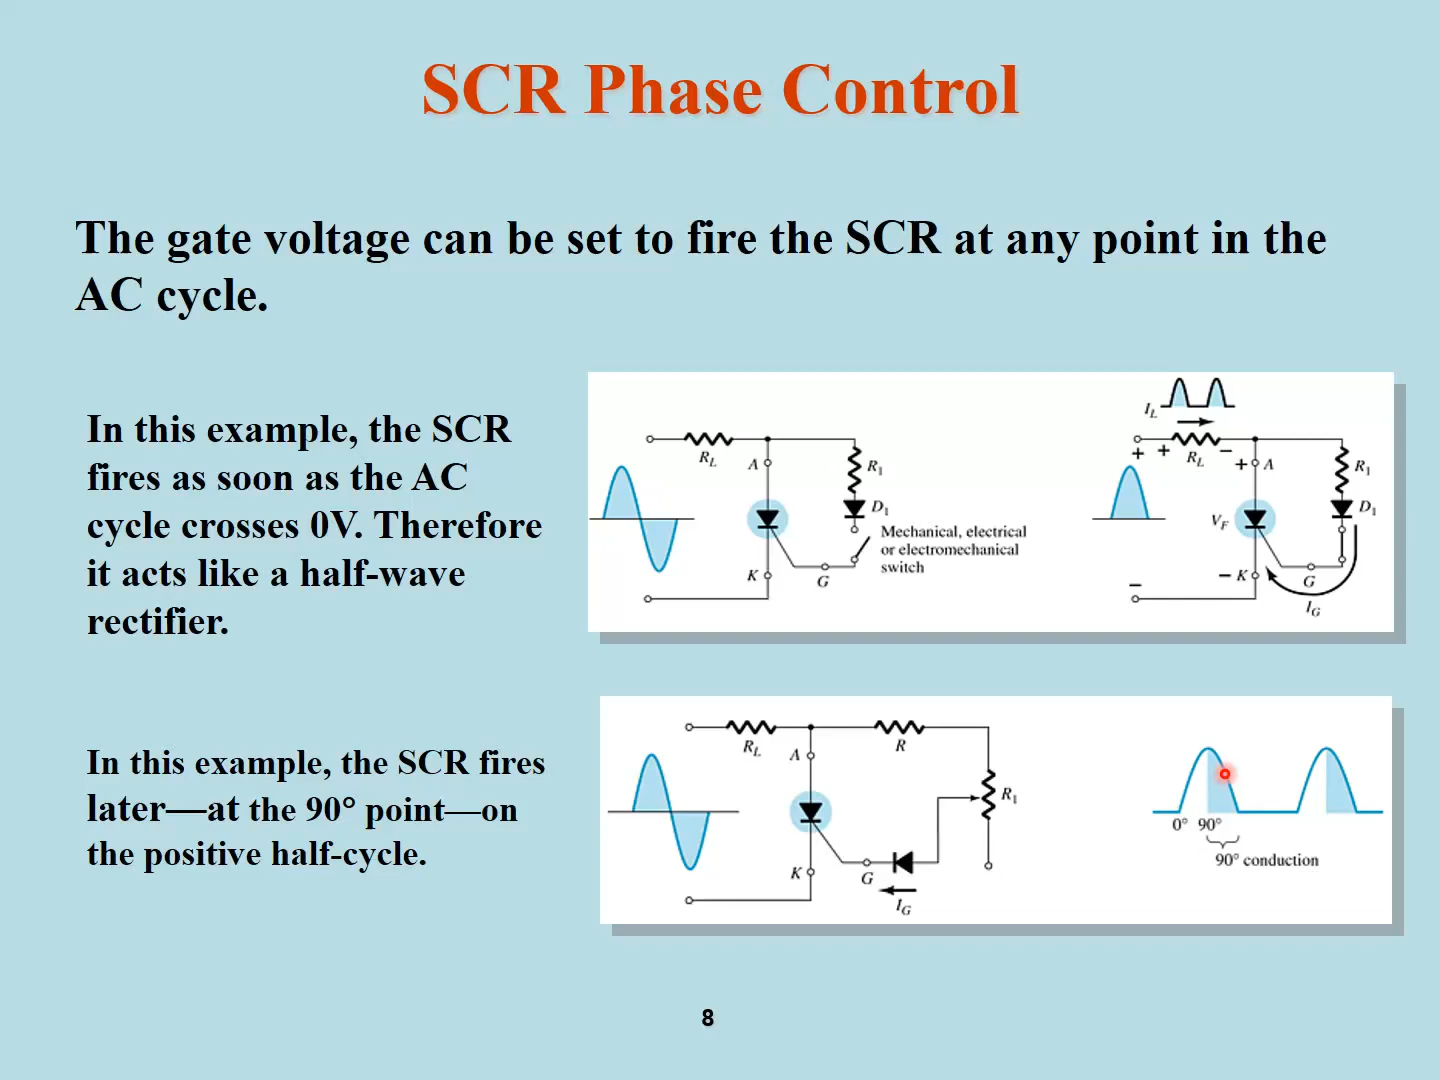 SCR Phase Control
The gate voltage can be set to fire the SCR at any point in the
AC cycle.
In this example, the SCR
fires as soon as the AC
cycle crosses 0V. Therefore
it acts like a half-wave
rectifier.
R_L
A
R_1
D_1
Mechanical, electrical
or electromechanical
switch
K
G
I_L
+ + R_L − + A
R_1
V_F
D_1
− − K
G
I_G
In this example, the SCR fires
later—at the 90° point—on
the positive half-cycle.
R_L
A
R
R_1
K
G
I_G
0° 90°
90° conduction
8